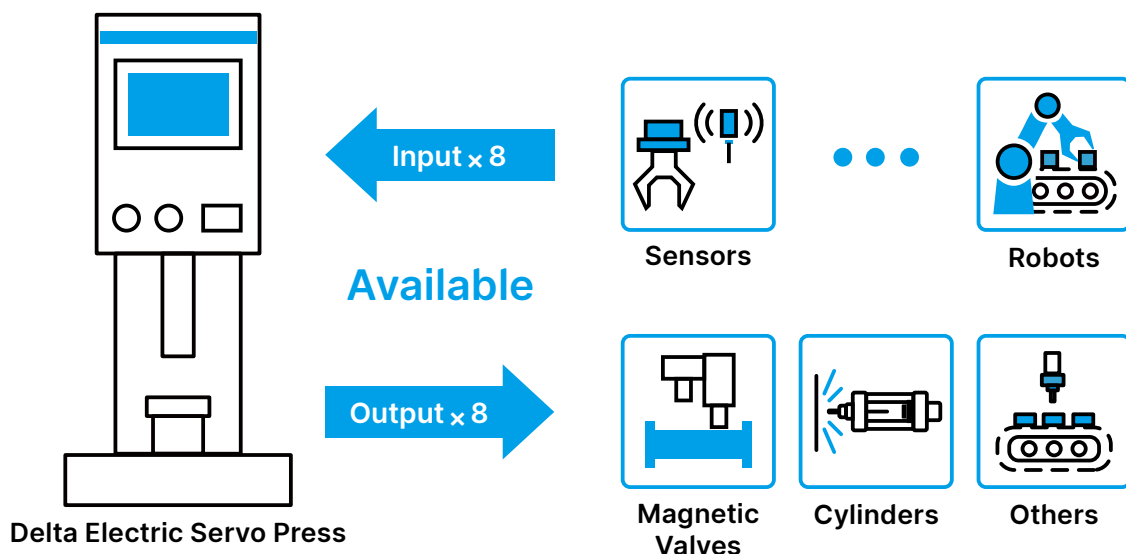 Input × 8
Sensors
Robots
Available
Output × 8
Delta Electric Servo Press
Magnetic
Valves
Cylinders
Others